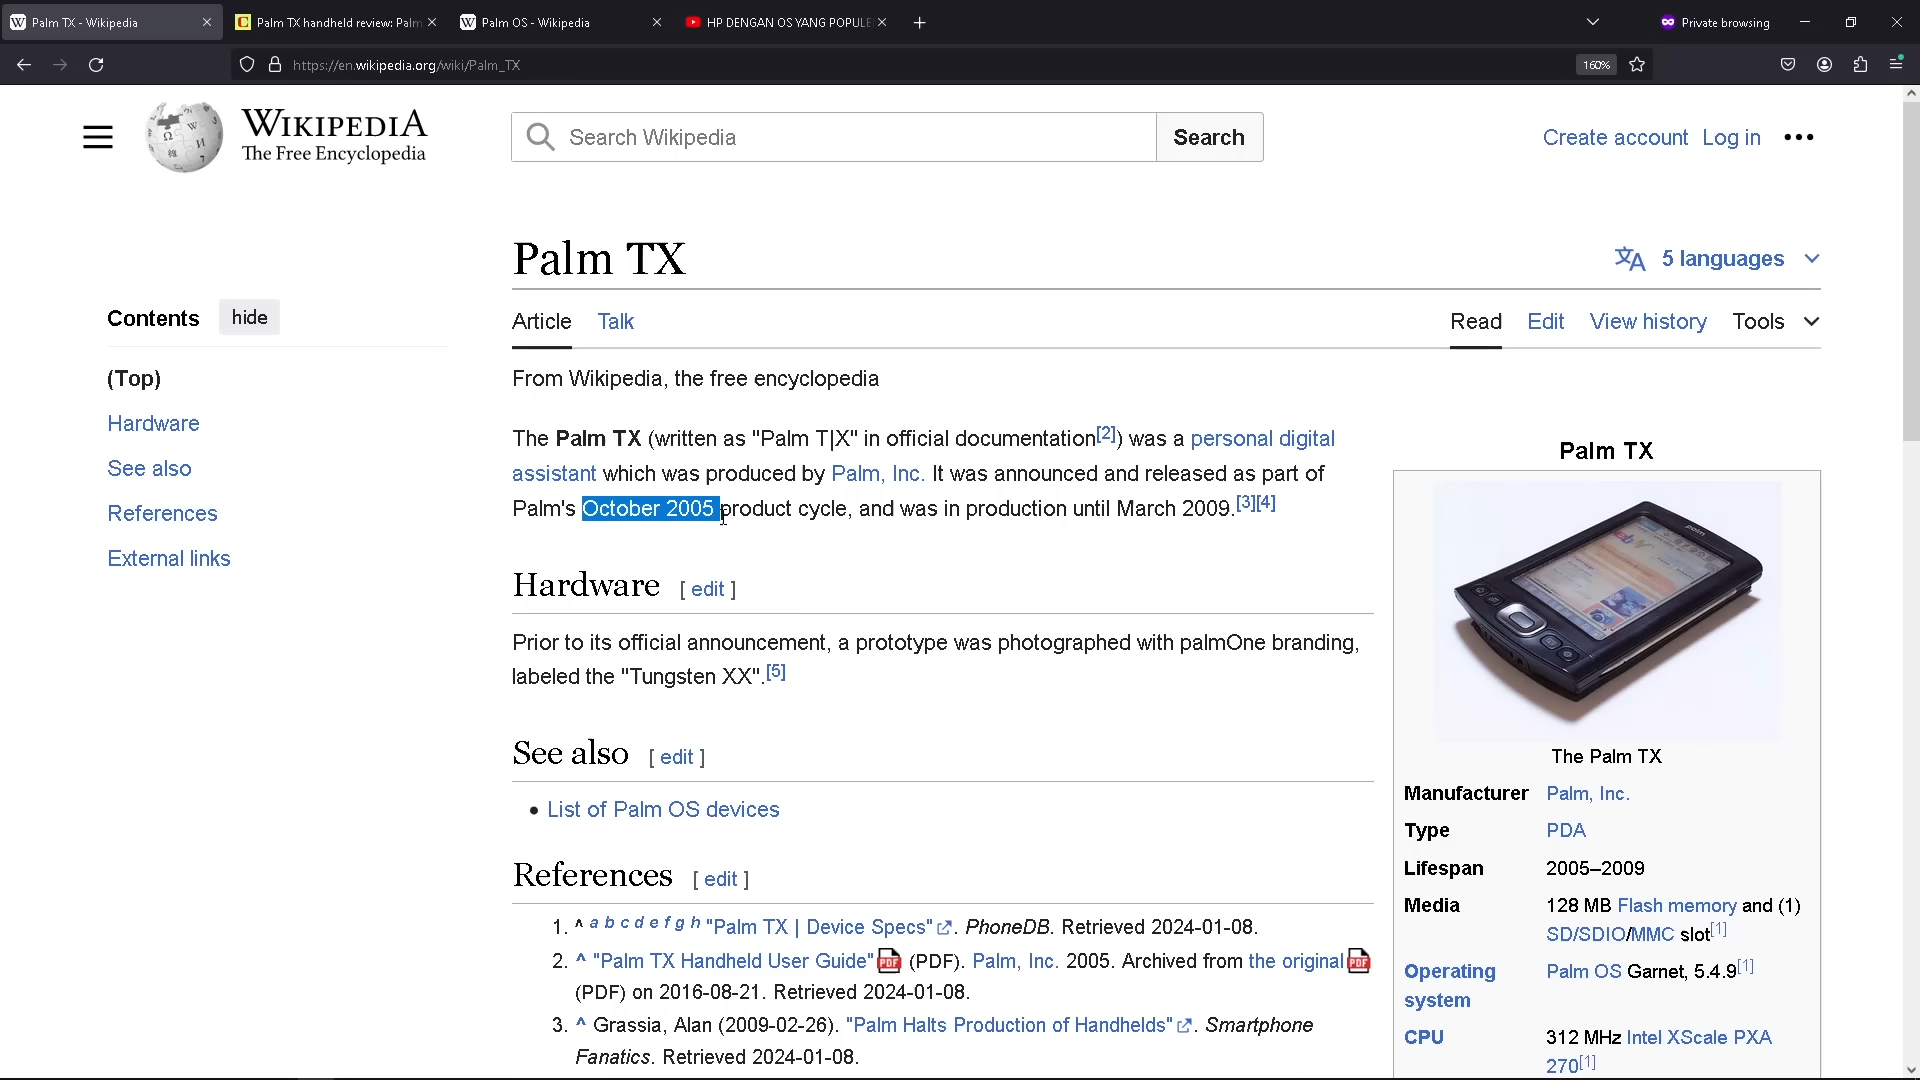 Palm TX - Wikipedia
Palm TX handheld review: Palm
Palm OS - Wikipedia
HP DENGAN OS YANG POPULE
Private browsing
https://en.wikipedia.org/wiki/Palm_TX
160%
WIKIPEDIA
The Free Encyclopedia
Search Wikipedia
Search
Create account Log in
Palm TX
5 languages
Contents hide
(Top)
Hardware
See also
References
External links
Article Talk
Read Edit View history Tools
From Wikipedia, the free encyclopedia
The Palm TX (written as "Palm T|X" in official documentation[2]) was a personal digital
assistant which was produced by Palm, Inc. It was announced and released as part of
Palm's October 2005 product cycle, and was in production until March 2009.[3][4]
Hardware [ edit ]
Prior to its official announcement, a prototype was photographed with palmOne branding,
labeled the "Tungsten XX".[5]
See also [ edit ]
• List of Palm OS devices
References [ edit ]
1. ^ a b c d e f g h "Palm TX | Device Specs". PhoneDB. Retrieved 2024-01-08.
2. ^ "Palm TX Handheld User Guide" (PDF). Palm, Inc. 2005. Archived from the original
(PDF) on 2016-08-21. Retrieved 2024-01-08.
3. ^ Grassia, Alan (2009-02-26). "Palm Halts Production of Handhelds". Smartphone
Fanatics. Retrieved 2024-01-08.
Palm TX
palm
The Palm TX
Manufacturer Palm, Inc.
Type PDA
Lifespan 2005–2009
Media 128 MB Flash memory and (1)
SD/SDIO/MMC slot[1]
Operating Palm OS Garnet, 5.4.9[1]
system
CPU 312 MHz Intel XScale PXA
270[1]